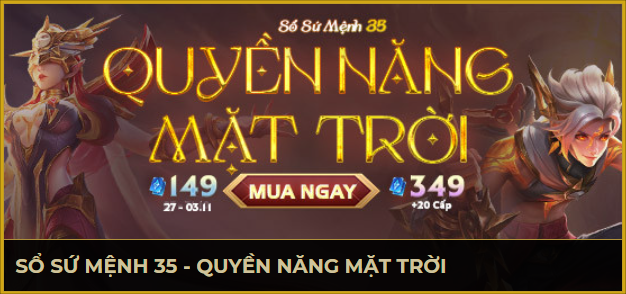 Sổ Sứ Mệnh 35
QUYỀN NĂNG
MẶT TRỜI
149
27 - 03.11
MUA NGAY
349
+20 Cấp
SỔ SỨ MỆNH 35 - QUYỀN NĂNG MẶT TRỜI